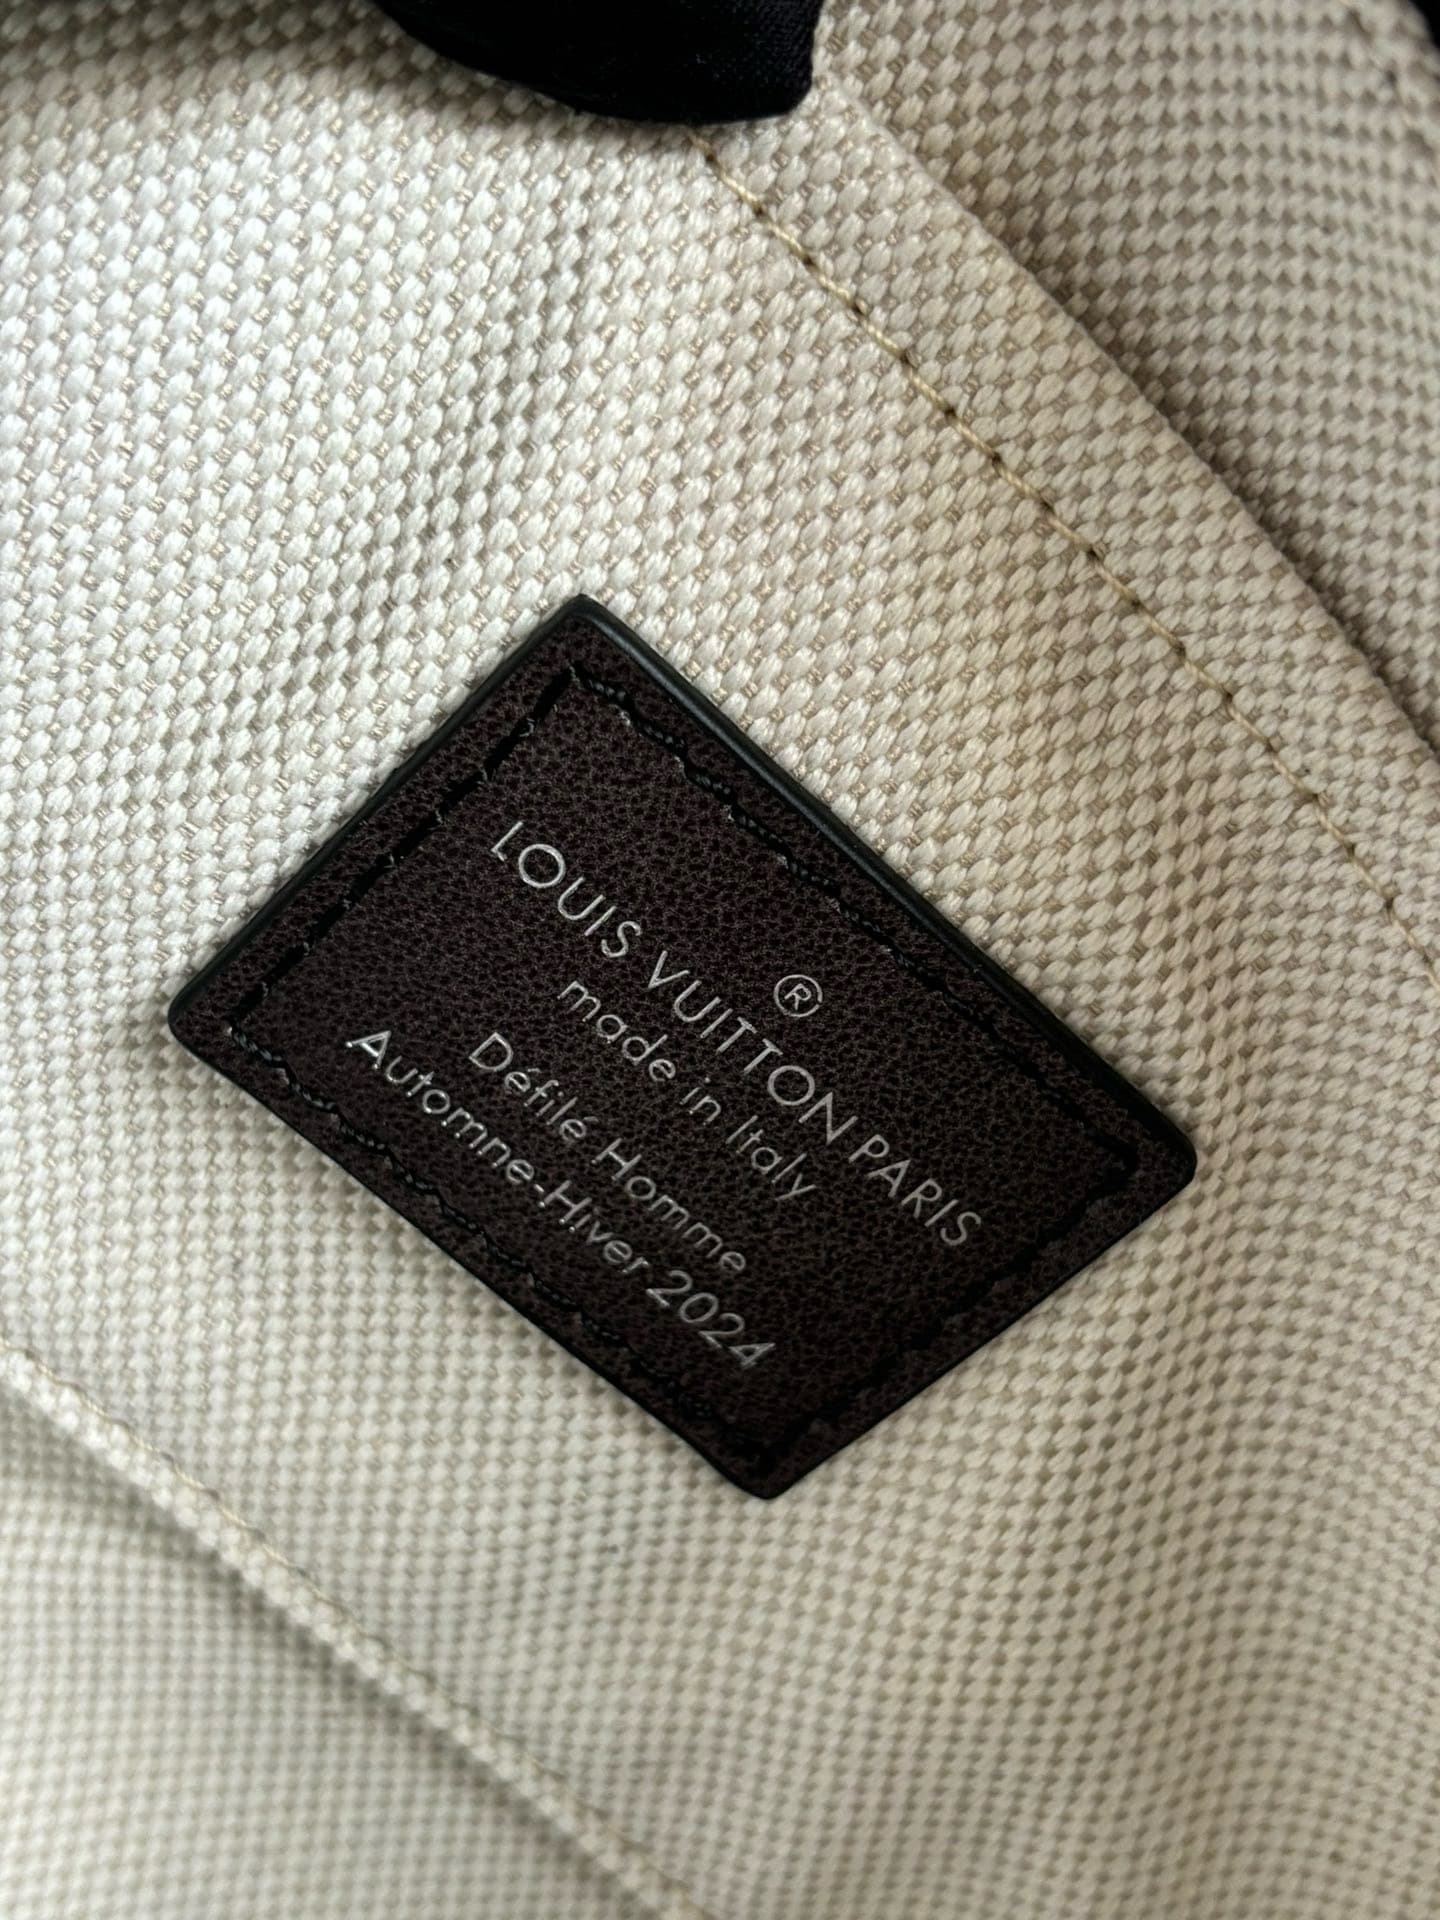 ®
LOUIS VUITTON PARIS
made in Italy
Défilé Homme
Automne-Hiver 2024